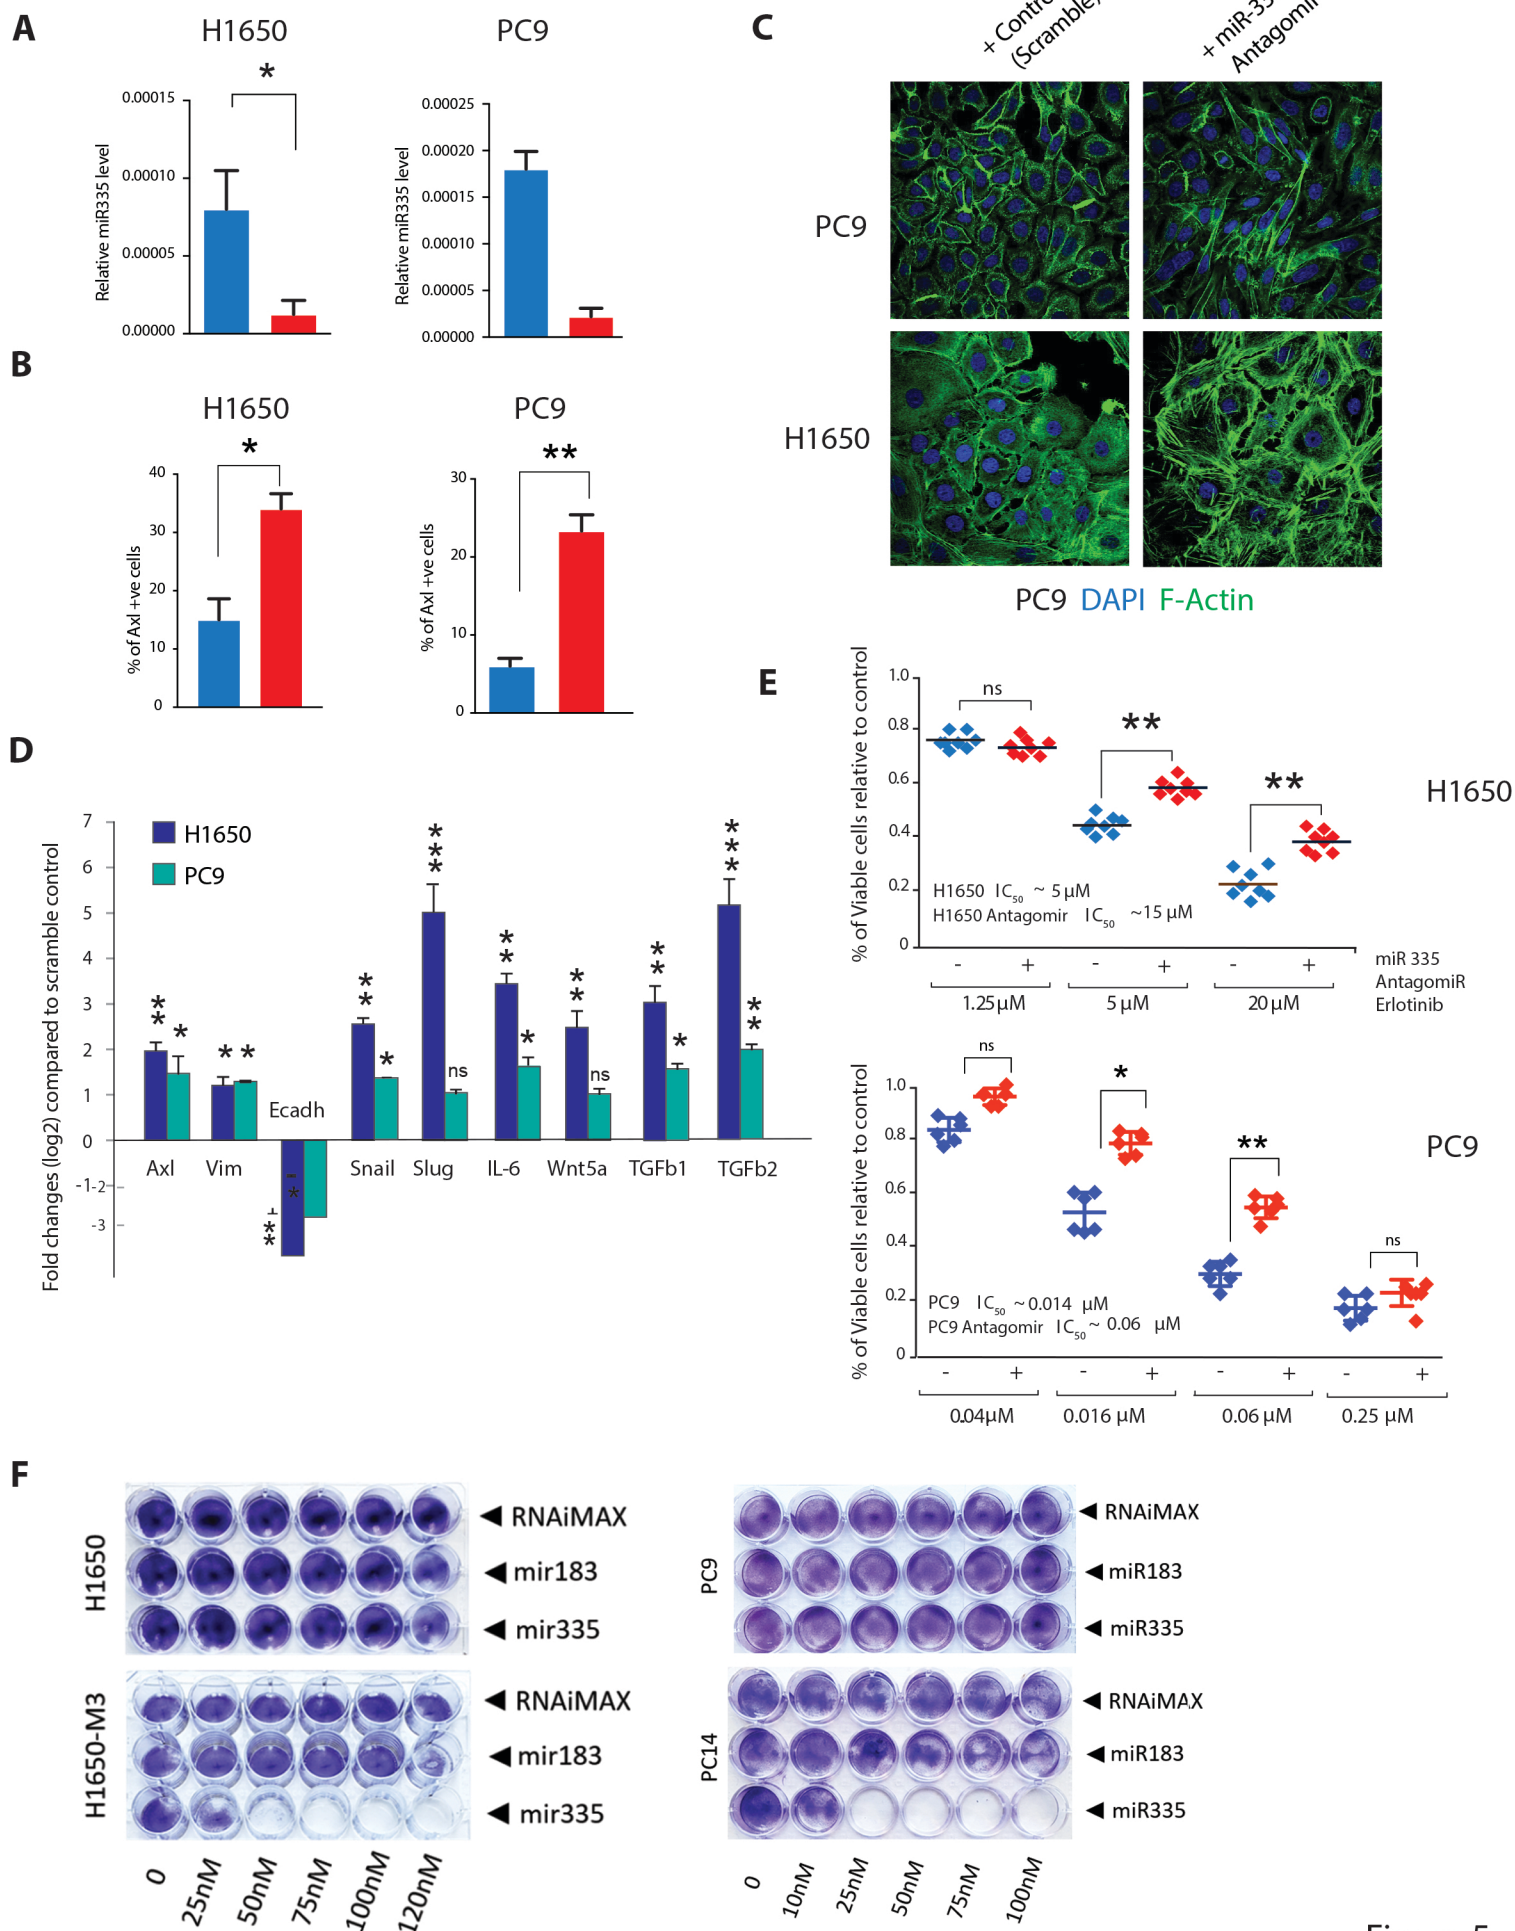 A
H1650
PC9
*
0.00015
0.00010
0.00005
0.00000
Relative miR335 level
0.00025
0.00020
0.00015
0.00010
0.00005
0.00000
Relative miR335 level
B
H1650
PC9
*
**
40
30
20
10
0
% of Axl +ve cells
30
20
10
0
% of Axl +ve cells
C
+ Control
(Scramble)
+ miR-33
Antagomir
PC9
H1650
PC9 DAPI F-Actin
D
Fold changes (log2) compared to scramble control
7
6
5
4
3
2
1
0
-1
-2
-3
H1650
PC9
**
*
*
*
**
*
***
ns
**
*
**
ns
**
*
***
**
Ecadh
*
**
Axl
Vim
Snail
Slug
IL-6
Wnt5a
TGFb1
TGFb2
E
% of Viable cells relative to control
1.0
0.8
0.6
0.4
0.2
0
ns
**
**
H1650
H1650 IC50 ~ 5 µM
H1650 Antagomir IC50 ~15 µM
- + - + - +
miR 335
AntagomiR
Erlotinib
1.25µM
5 µM
20 µM
% of Viable cells relative to control
1.0
0.8
0.6
0.4
0.2
0
ns
*
**
ns
PC9
PC9 IC50 ~ 0.014 µM
PC9 Antagomir IC50 ~ 0.06 µM
- + - + - + - +
0.04µM
0.016 µM
0.06 µM
0.25 µM
F
H1650
RNAiMAX
mir183
mir335
H1650-M3
RNAiMAX
mir183
mir335
0
25nM
50nM
75nM
100nM
120nM
PC9
RNAiMAX
miR183
miR335
PC14
RNAiMAX
miR183
miR335
0
10nM
25nM
50nM
75nM
100nM